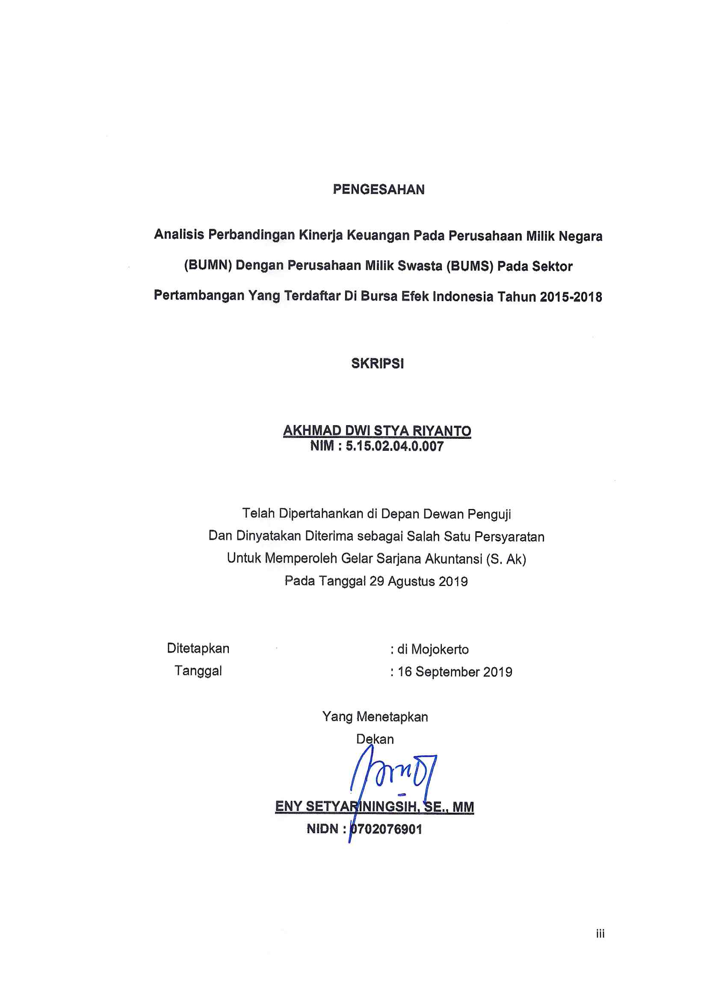 PENGESAHAN
Analisis Perbandingan Kinerja Keuangan Pada Perusahaan Milik Negara
(BUMN) Dengan Perusahaan Milik Swasta (BUMS) Pada Sektor
Pertambangan Yang Terdaftar Di Bursa Efek Indonesia Tahun 2015-2018
SKRIPSI
AKHMAD DWI STYA RIYANTO
NIM : 5.15.02.04.0.007
Telah Dipertahankan di Depan Dewan Penguji
Dan Dinyatakan Diterima sebagai Salah Satu Persyaratan
Untuk Memperoleh Gelar Sarjana Akuntansi (S. Ak)
Pada Tanggal 29 Agustus 2019
Ditetapkan : di Mojokerto
Tanggal : 16 September 2019
Yang Menetapkan
Dekan
ENY SETYARININGSIH, SE., MM
NIDN : 0702076901
iii